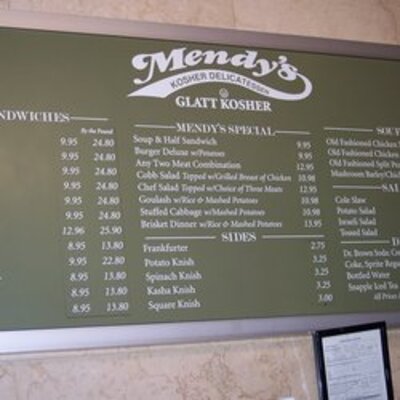 Mendy's
KOSHER DELICATESSEN
GLATT KOSHER
NDWICHES
By the Pound
9.95 24.80
9.95 24.80
9.95 24.80
9.95 24.80
9.95 24.80
9.95 24.80
12.96 25.90
8.95 13.80
9.95 22.80
8.95 13.80
8.95 13.80
8.95 13.80
MENDY'S SPECIAL
Soup & Half Sandwich 9.95
Burger Deluxe w/Potatoes 9.95
Any Two Meat Combination 12.95
Cobb Salad Topped w/Grilled Breast of Chicken 10.98
Chef Salad Topped w/Choice of Three Meats 12.95
Goulash w/Rice & Mashed Potatoes 10.98
Stuffed Cabbage w/Mashed Potatoes 10.98
Brisket Dinner w/Rice & Mashed Potatoes 13.95
SIDES
Frankfurter 2.75
Potato Knish 3.25
Spinach Knish 3.25
Kasha Knish 3.25
Square Knish 3.00
SOU
Old Fashioned Chicken
Old Fashioned Chicken
Old Fashioned Split Pe
Mushroom Barley/Chi
SAL
Cole Slaw
Potato Salad
Israeli Salad
Tossed Salad
D
Dr. Brown Soda: Cre
Coke, Sprite Regu
Bottled Water
Snapple Iced Tea
All Prices